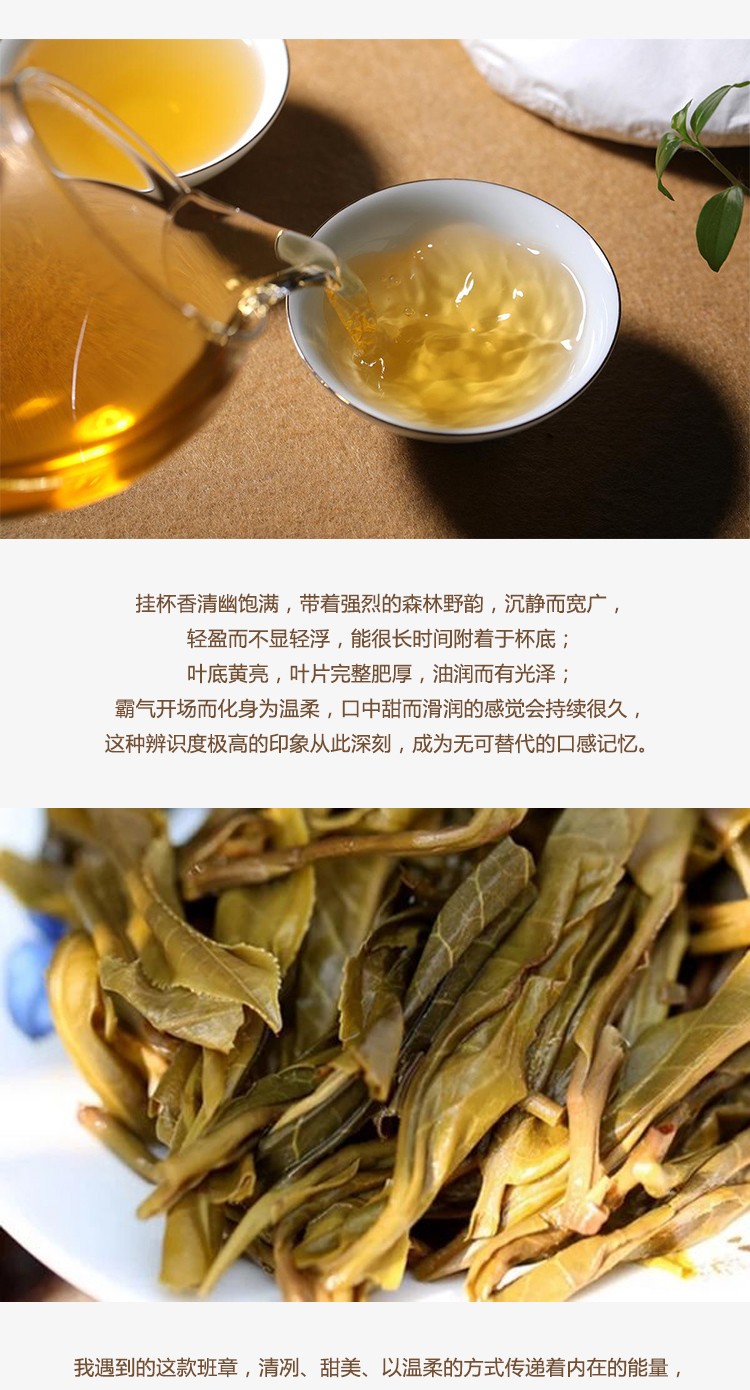 挂杯香清幽饱满，带着强烈的森林野韵，沉静而宽广，
轻盈而不显轻浮，能很长时间附着于杯底；
叶底黄亮，叶片完整肥厚，油润而有光泽；
霸气开场而化身为温柔，口中甜而滑润的感觉会持续很久，
这种辨识度极高的印象从此深刻，成为无可替代的口感记忆。
我遇到的这款班章，清冽、甜美、以温柔的方式传递着内在的能量，